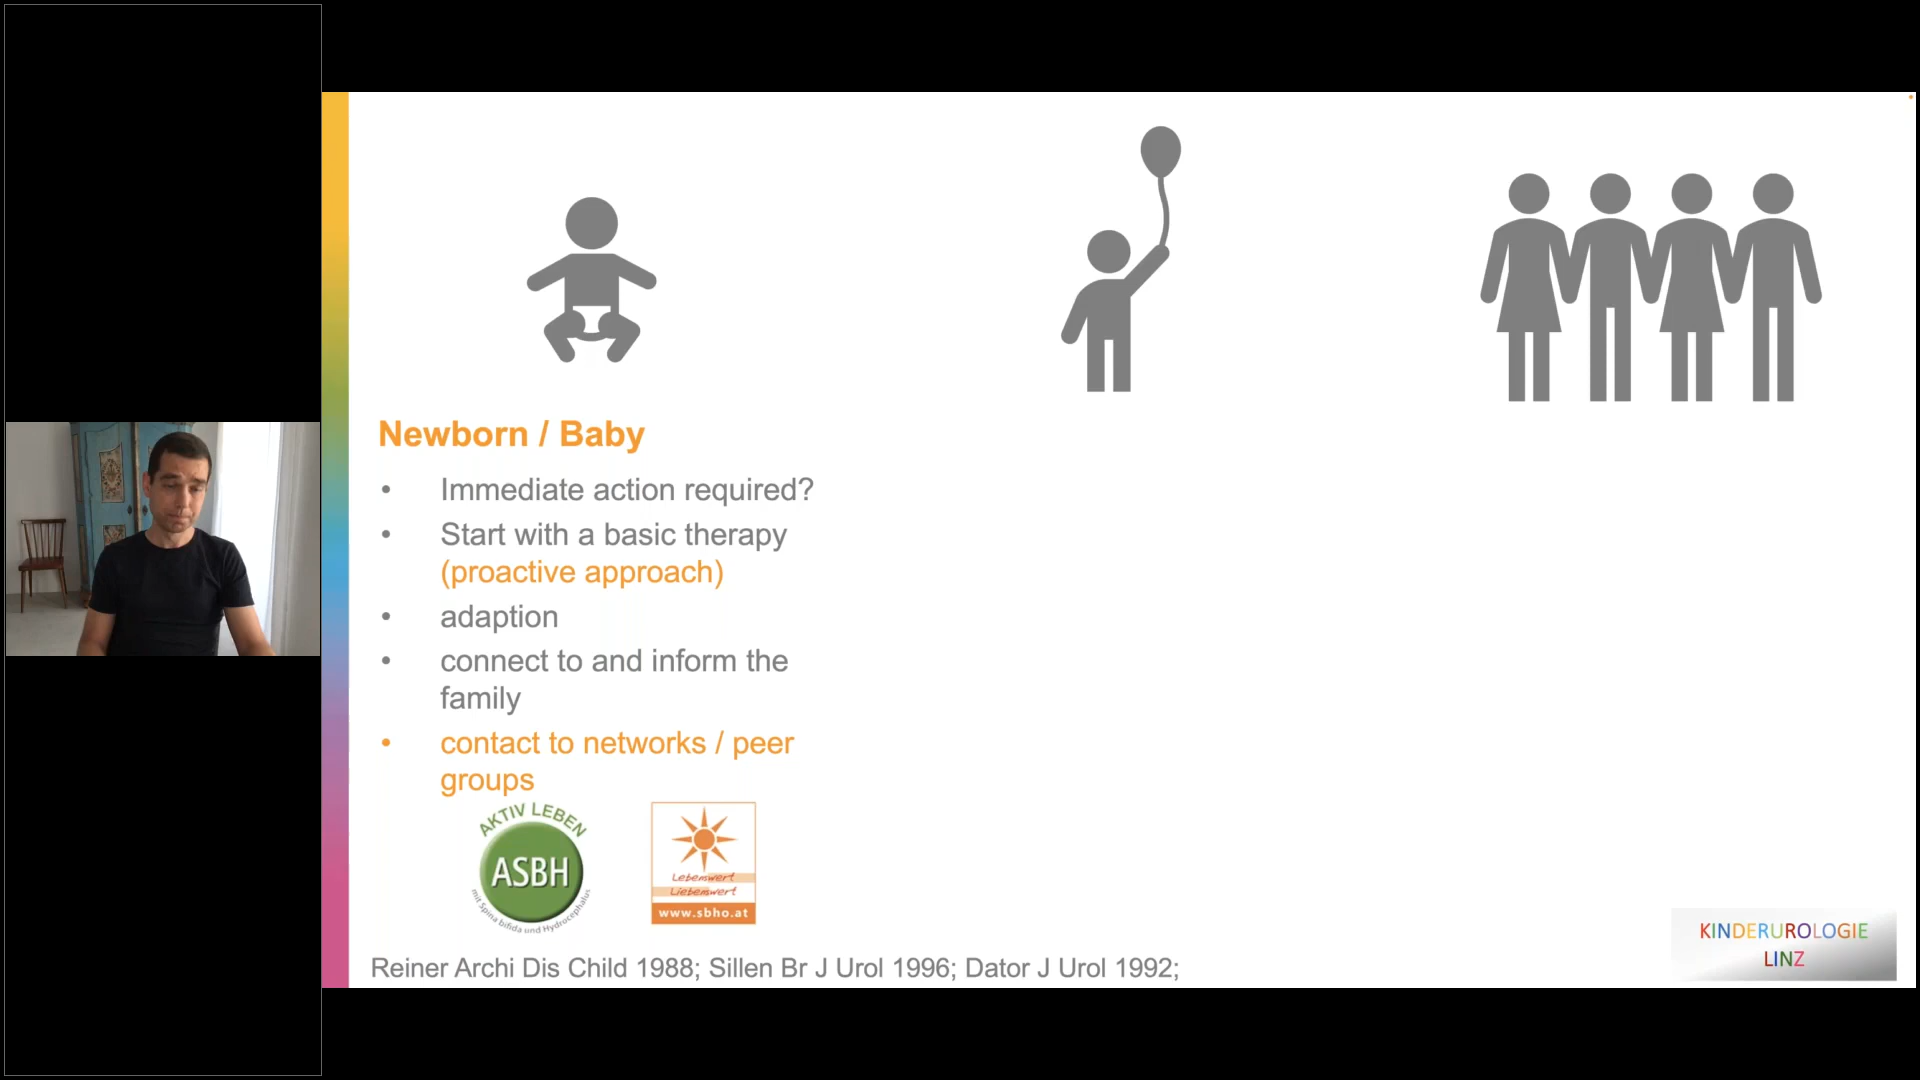 Newborn / Baby
• Immediate action required?
• Start with a basic therapy
(proactive approach)
• adaption
• connect to and inform the
family
• contact to networks / peer
groups
AKTIV LEBEN
ASBH
mit Spina bifida und Hydrocephalus
Lebenswert
Liebenswert
www.sbho.at
Reiner Archi Dis Child 1988; Sillen Br J Urol 1996; Dator J Urol 1992;
KINDERUROLOGIE
LINZ